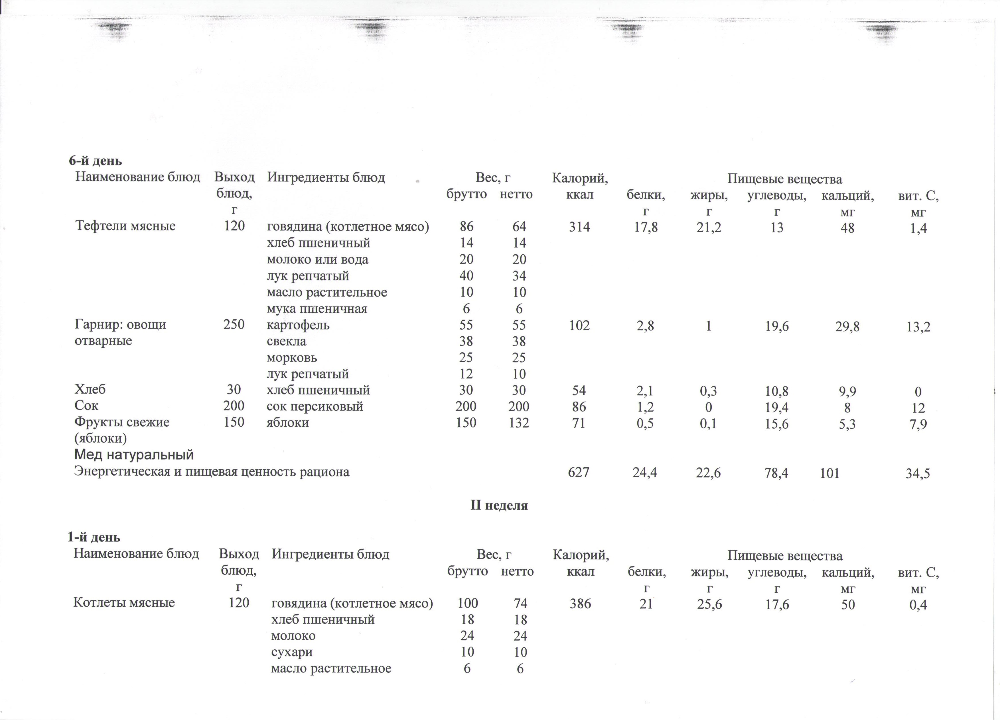 6-й день
Наименование блюд Выход Ингредиенты блюд Вес, г Калорий, Пищевые вещества
блюд, брутто нетто ккал белки, жиры, углеводы, кальций, вит. С,
г г г г мг мг
Тефтели мясные 120 говядина (котлетное мясо) 86 64 314 17,8 21,2 13 48 1,4
хлеб пшеничный 14 14
молоко или вода 20 20
лук репчатый 40 34
масло растительное 10 10
мука пшеничная 6 6
Гарнир: овощи 250 картофель 55 55 102 2,8 1 19,6 29,8 13,2
отварные свекла 38 38
морковь 25 25
лук репчатый 12 10
Хлеб 30 хлеб пшеничный 30 30 54 2,1 0,3 10,8 9,9 0
Сок 200 сок персиковый 200 200 86 1,2 0 19,4 8 12
Фрукты свежие 150 яблоки 150 132 71 0,5 0,1 15,6 5,3 7,9
(яблоки)
Мед натуральный
Энергетическая и пищевая ценность рациона 627 24,4 22,6 78,4 101 34,5
II неделя
1-й день
Наименование блюд Выход Ингредиенты блюд Вес, г Калорий, Пищевые вещества
блюд, брутто нетто ккал белки, жиры, углеводы, кальций, вит. С,
г г г г мг мг
Котлеты мясные 120 говядина (котлетное мясо) 100 74 386 21 25,6 17,6 50 0,4
хлеб пшеничный 18 18
молоко 24 24
сухари 10 10
масло растительное 6 6